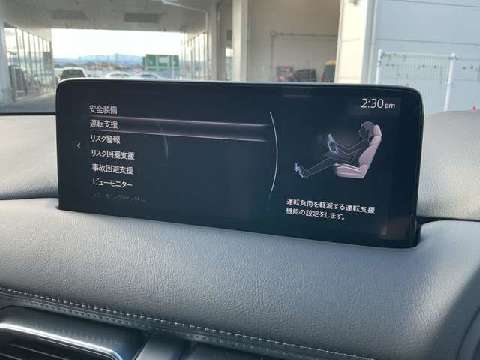 安全装備
2:30 pm
運転支援
リスク警報
リスク回避支援
事故回避支援
ビューモニター
運転負荷を軽減する運転支援
機能の設定をします。